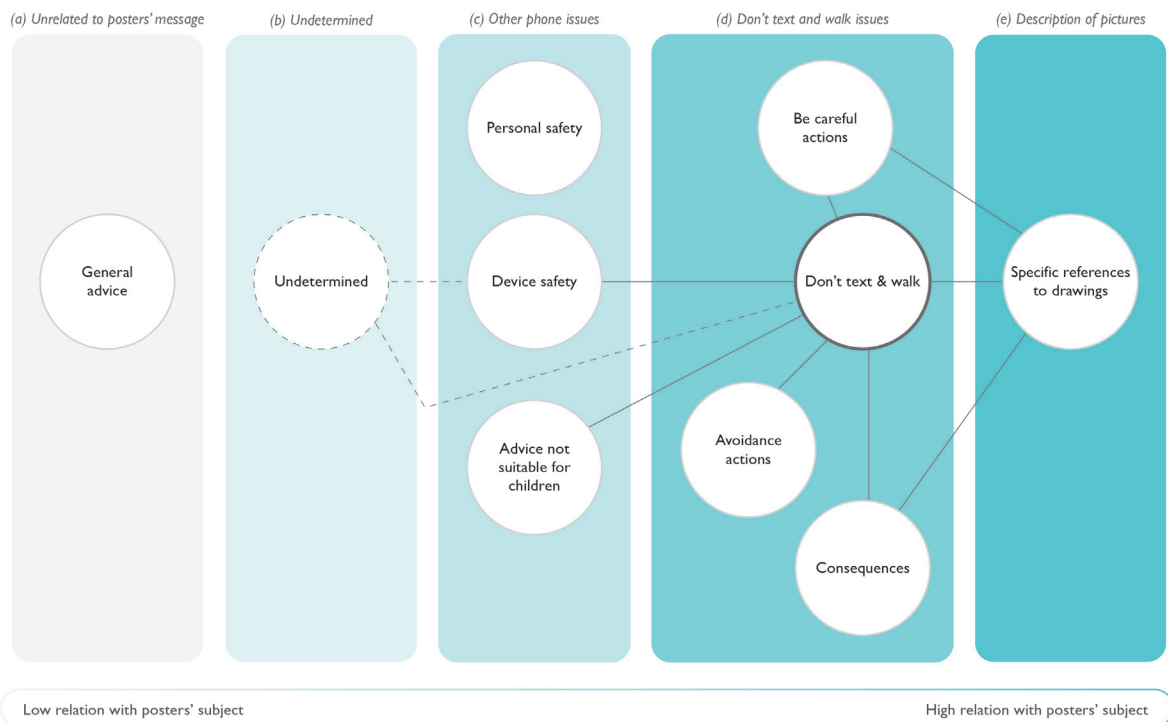 (a) Unrelated to posters’ message
(b) Undetermined
(c) Other phone issues
(d) Don’t text and walk issues
(e) Description of pictures
Personal safety
Be careful
actions
General
advice
Undetermined
Device safety
Don’t text & walk
Specific references
to drawings
Advice not
suitable for
children
Avoidance
actions
Consequences
Low relation with posters’ subject
High relation with posters’ subject